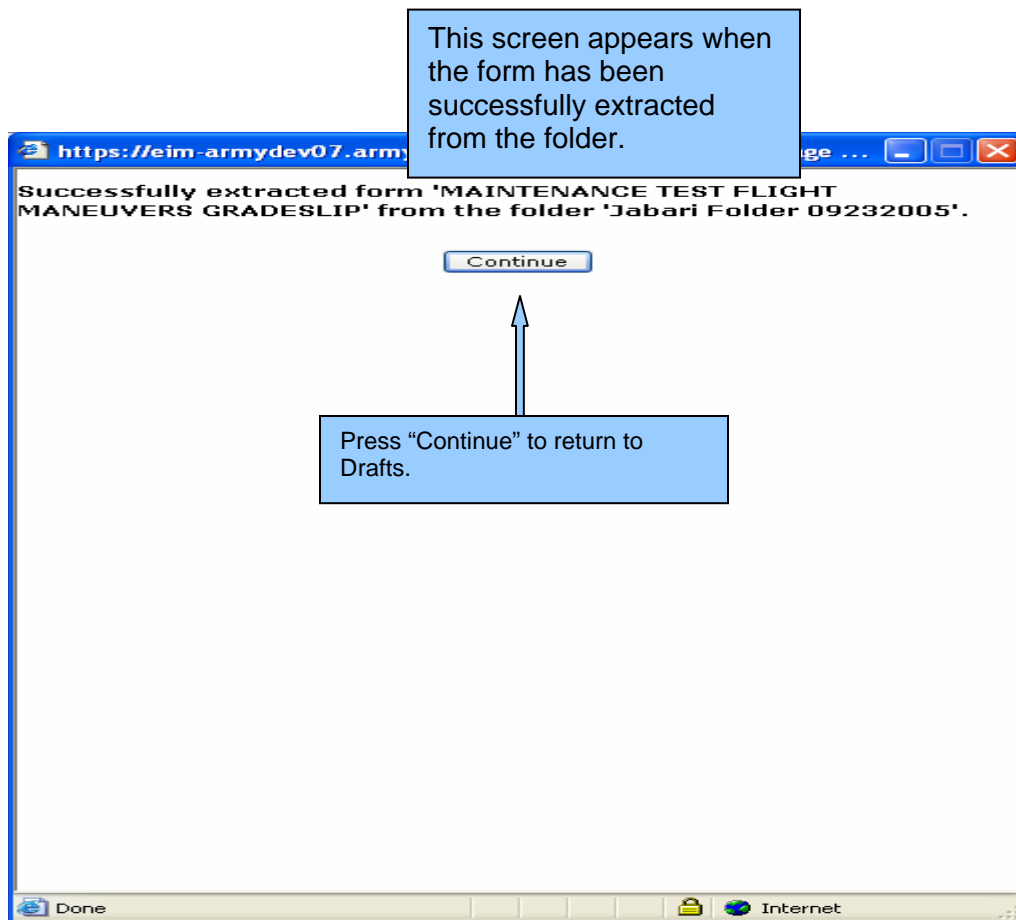 This screen appears when
the form has been
successfully extracted
from the folder.
https://eim-armydev07.army
ge ...
Successfully extracted form 'MAINTENANCE TEST FLIGHT
MANEUVERS GRADESLIP' from the folder 'Jabari Folder 09232005'.
Continue
Press “Continue” to return to
Drafts.
Done
Internet